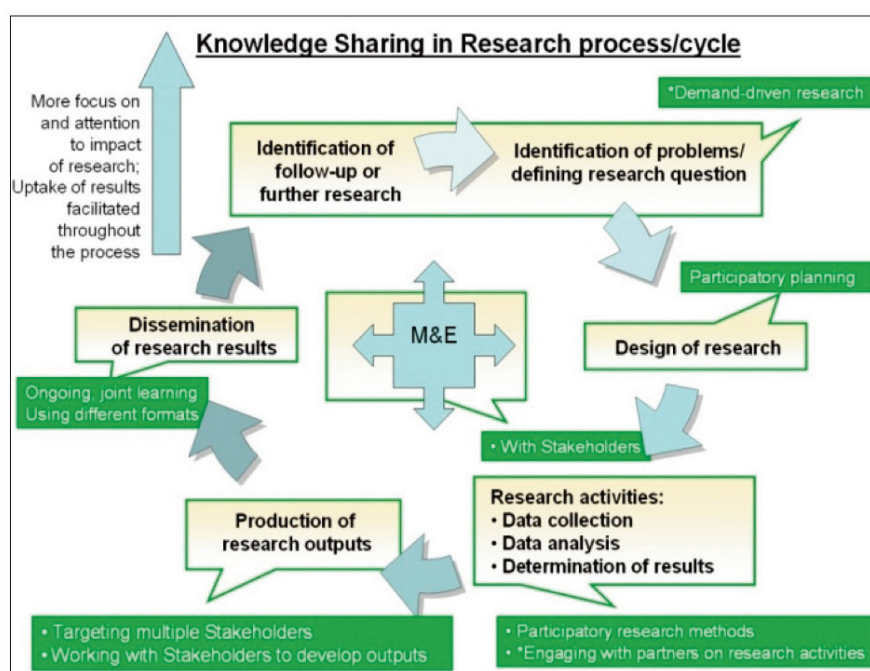 Knowledge Sharing in Research process/cycle
More focus on
and attention
to impact
of research;
Uptake of results
facilitated
throughout
the process
*Demand-driven research
Identification of
follow-up or
further research
Identification of problems/
defining research question
Participatory planning
Design of research
M&E
• With Stakeholders
Dissemination
of research results
Ongoing, joint learning
Using different formats
Research activities:
• Data collection
• Data analysis
• Determination of results
Production of
research outputs
• Targeting multiple Stakeholders
• Working with Stakeholders to develop outputs
• Participatory research methods
• *Engaging with partners on research activities